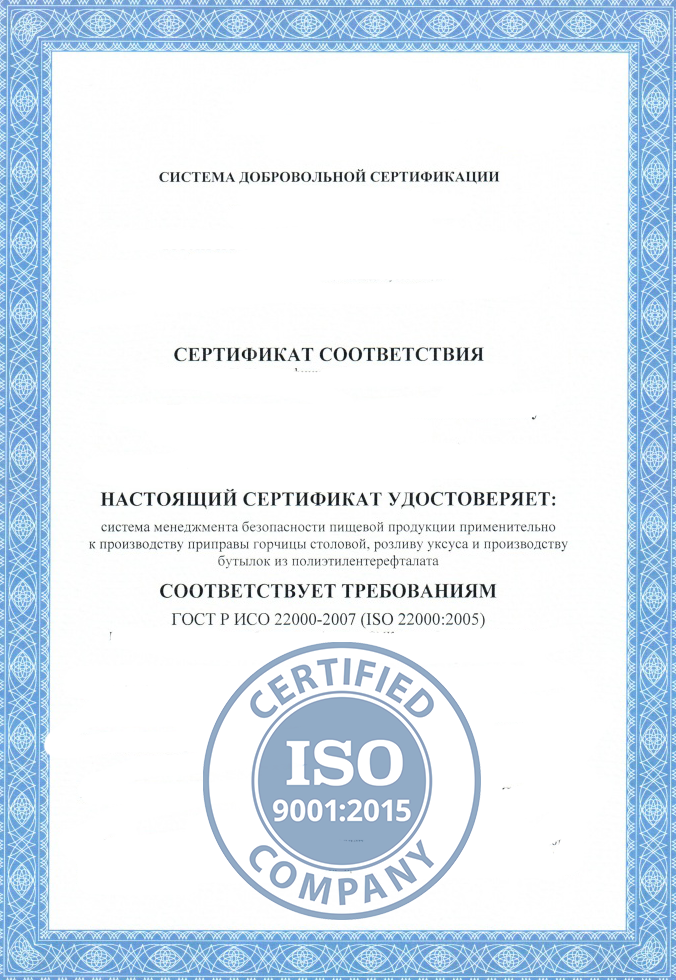 СИСТЕМА ДОБРОВОЛЬНОЙ СЕРТИФИКАЦИИ
СЕРТИФИКАТ СООТВЕТСТВИЯ
НАСТОЯЩИЙ СЕРТИФИКАТ УДОСТОВЕРЯЕТ:
система менеджмента безопасности пищевой продукции применительно
к производству приправы горчицы столовой, розливу уксуса и производству
бутылок из полиэтилентерефталата
СООТВЕТСТВУЕТ ТРЕБОВАНИЯМ
ГОСТ Р ИСО 22000-2007 (ISO 22000:2005)
CERTIFIED
ISO
9001:2015
COMPANY